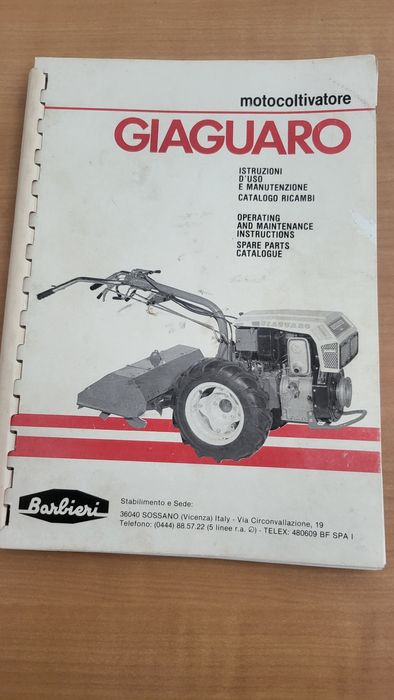 motocoltivatore
GIAGUARO
ISTRUZIONI
D'USO
E MANUTENZIONE
CATALOGO RICAMBI
OPERATING
AND MAINTENANCE
INSTRUCTIONS
SPARE PARTS
CATALOGUE
GIAGUARO
Barbieri
Stabilimento e Sede:
36040 SOSSANO (Vicenza) Italy - Via Circonvallazione, 19
Telefono: (0444) 88.57.22 (5 linee r.a. ∅) - TELEX: 480609 BF SPA I